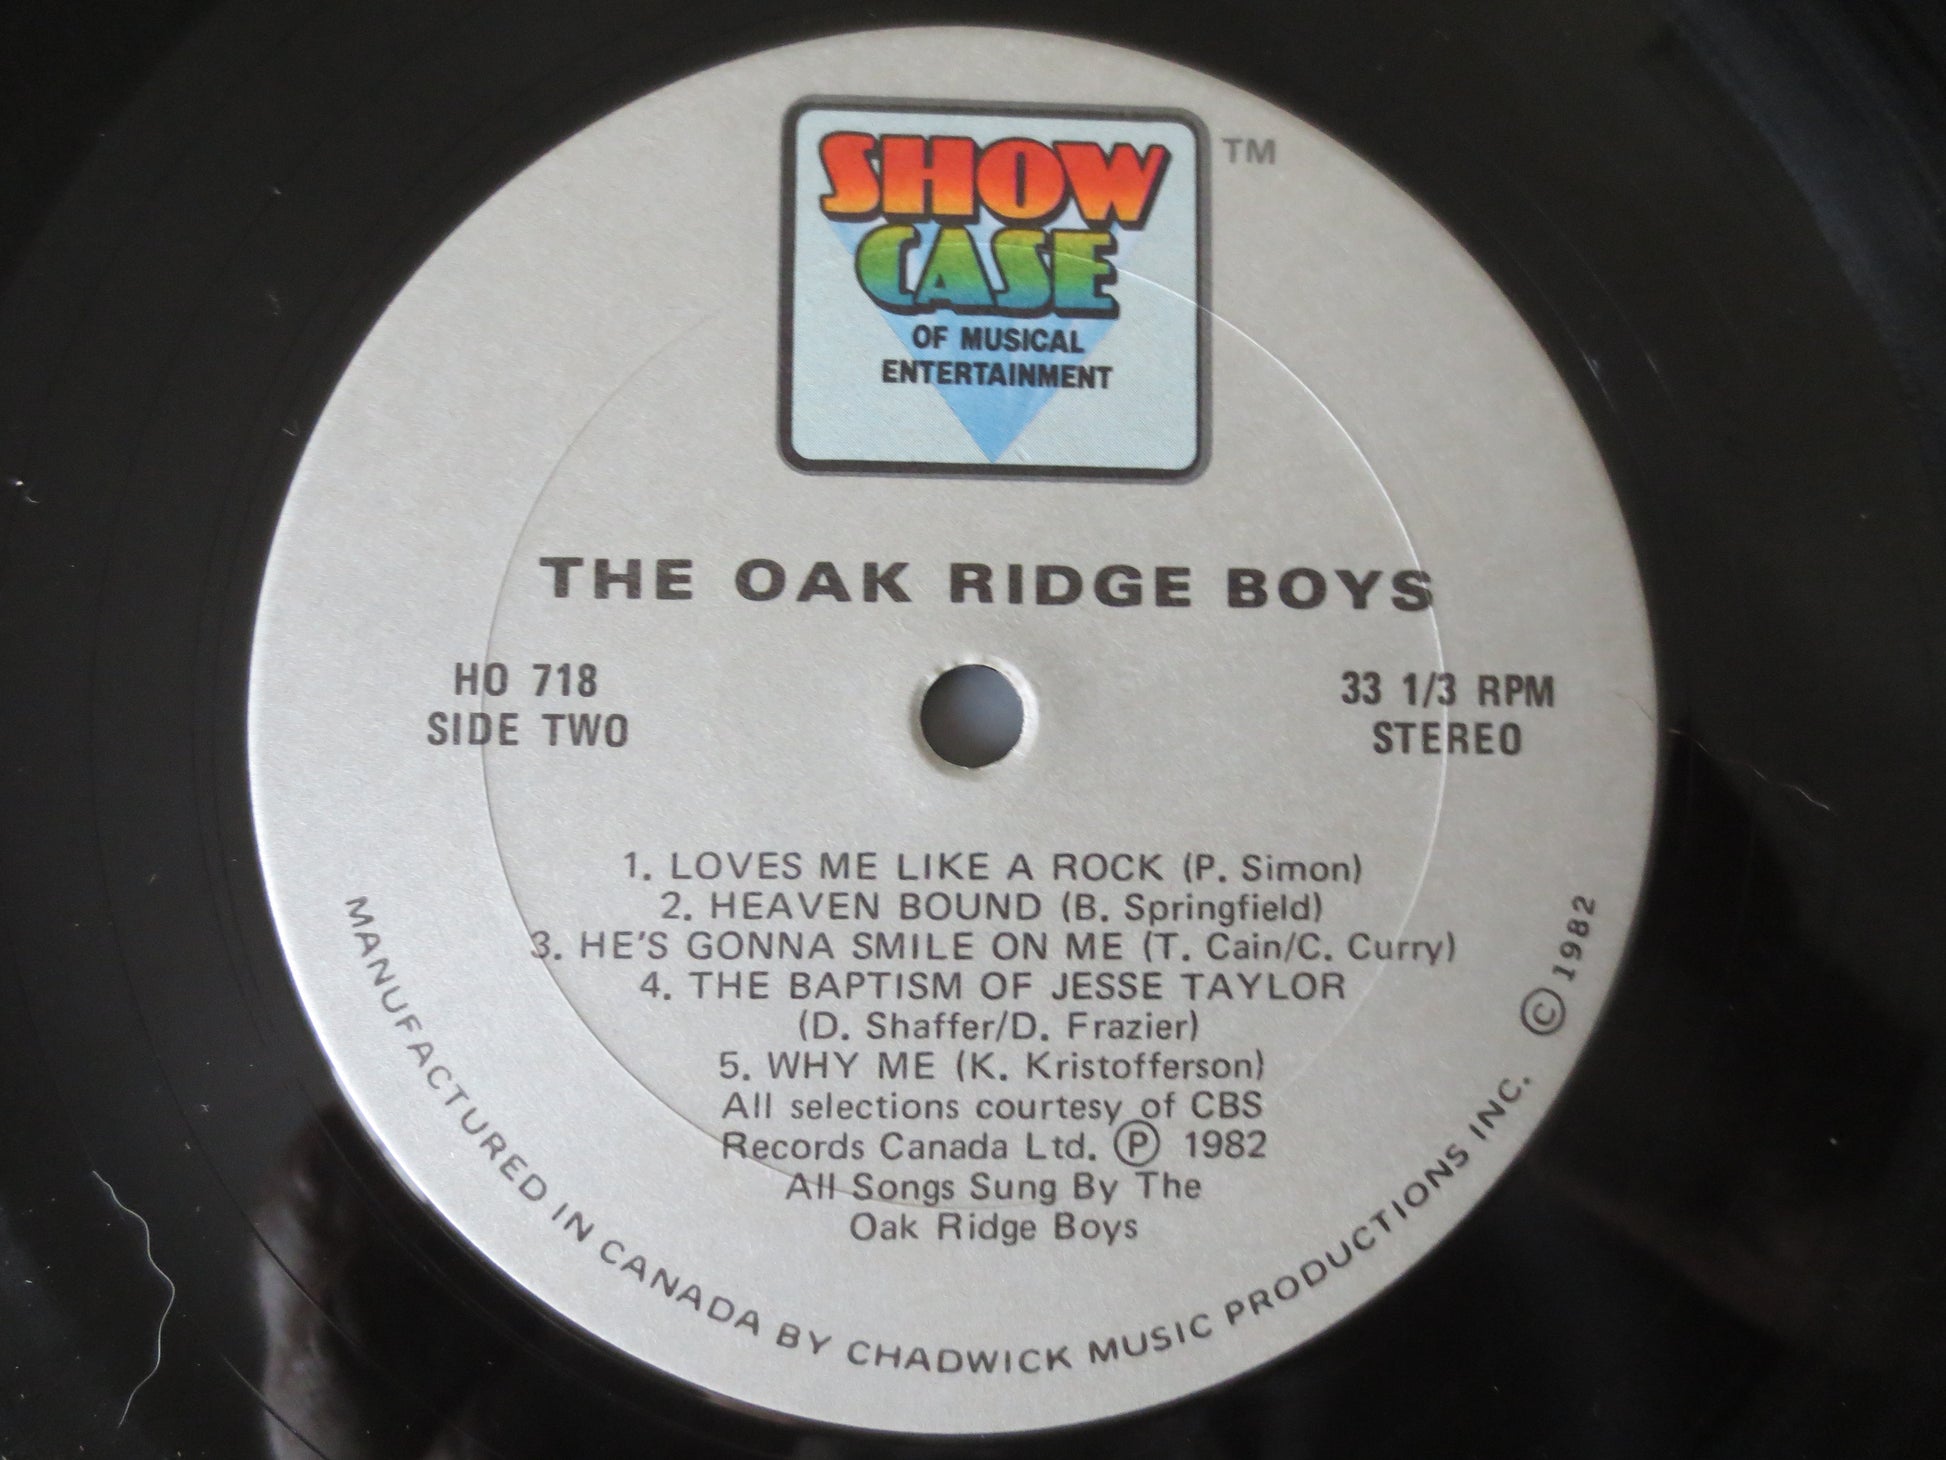 SHOW
CASE
OF MUSICAL
ENTERTAINMENT
TM
THE OAK RIDGE BOYS
HO 718
SIDE TWO
33 1/3 RPM
STEREO
1. LOVES ME LIKE A ROCK (P. Simon)
2. HEAVEN BOUND (B. Springfield)
3. HE'S GONNA SMILE ON ME (T. Cain/C. Curry)
4. THE BAPTISM OF JESSE TAYLOR
(D. Shaffer/D. Frazier)
5. WHY ME (K. Kristofferson)
All selections courtesy of CBS
Records Canada Ltd. Ⓟ 1982
All Songs Sung By The
Oak Ridge Boys
MANUFACTURED IN CANADA BY CHADWICK MUSIC PRODUCTIONS INC. © 1982